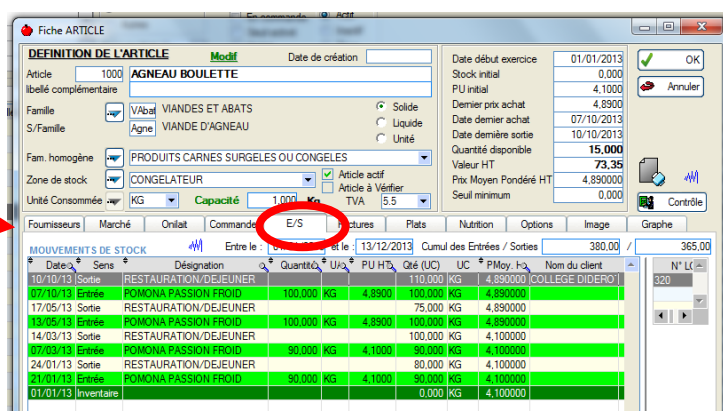 En commande Actif
Fiche ARTICLE
DEFINITION DE L'ARTICLE Modif Date de création
Article 1000 AGNEAU BOULETTE
libellé complémentaire
Famille VAbat VIANDES ET ABATS
S/Famille Agne VIANDE D'AGNEAU
Solide
Liquide
Unité
Fam. homogène PRODUITS CARNES SURGELES OU CONGELES
Zone de stock CONGELATEUR
Article actif
Article à Vérifier
Unité Consommée KG Capacité 1,000 Kg TVA 5.5
Date début exercice 01/01/2013
Stock initial 0,000
PU initial 4,1000
Dernier prix achat 4,8900
Date dernier achat 07/10/2013
Date dernière sortie 10/10/2013
Quantité disponible 15,000
Valeur HT 73,35
Prix Moyen Pondéré HT 4,890000
Seuil minimum 0,000
OK
Annuler
Contrôle
Fournisseurs Marché Onilait Commande E/S Factures Plats Nutrition Options Image Graphe
MOUVEMENTS DE STOCK Entre le : et le : 13/12/2013 Cumul des Entrées / Sorties 380,00 / 365,00
Date Sens Désignation Quantité U/ PU HT Qté (UC) UC PMoy. H Nom du client N° L(
10/10/13 Sortie RESTAURATION/DEJEUNER 110,000 KG 4,890000 COLLEGE DIDEROT 320
07/10/13 Entrée POMONA PASSION FROID 100,000 KG 4,8900 100,000 KG 4,890000
17/05/13 Sortie RESTAURATION/DEJEUNER 75,000 KG 4,890000
13/05/13 Entrée POMONA PASSION FROID 100,000 KG 4,8900 100,000 KG 4,890000
14/03/13 Sortie RESTAURATION/DEJEUNER 100,000 KG 4,100000
07/03/13 Entrée POMONA PASSION FROID 90,000 KG 4,1000 90,000 KG 4,100000
24/01/13 Sortie RESTAURATION/DEJEUNER 80,000 KG 4,100000
21/01/13 Entrée POMONA PASSION FROID 90,000 KG 4,1000 90,000 KG 4,100000
01/01/13 Inventaire 0,000 KG 4,100000